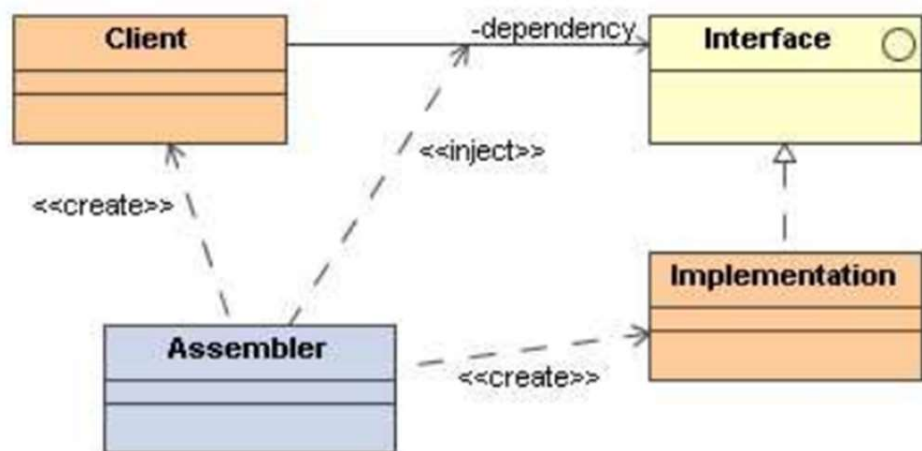 Client
-dependency
Interface
<<inject>>
<<create>>
Implementation
Assembler
<<create>>